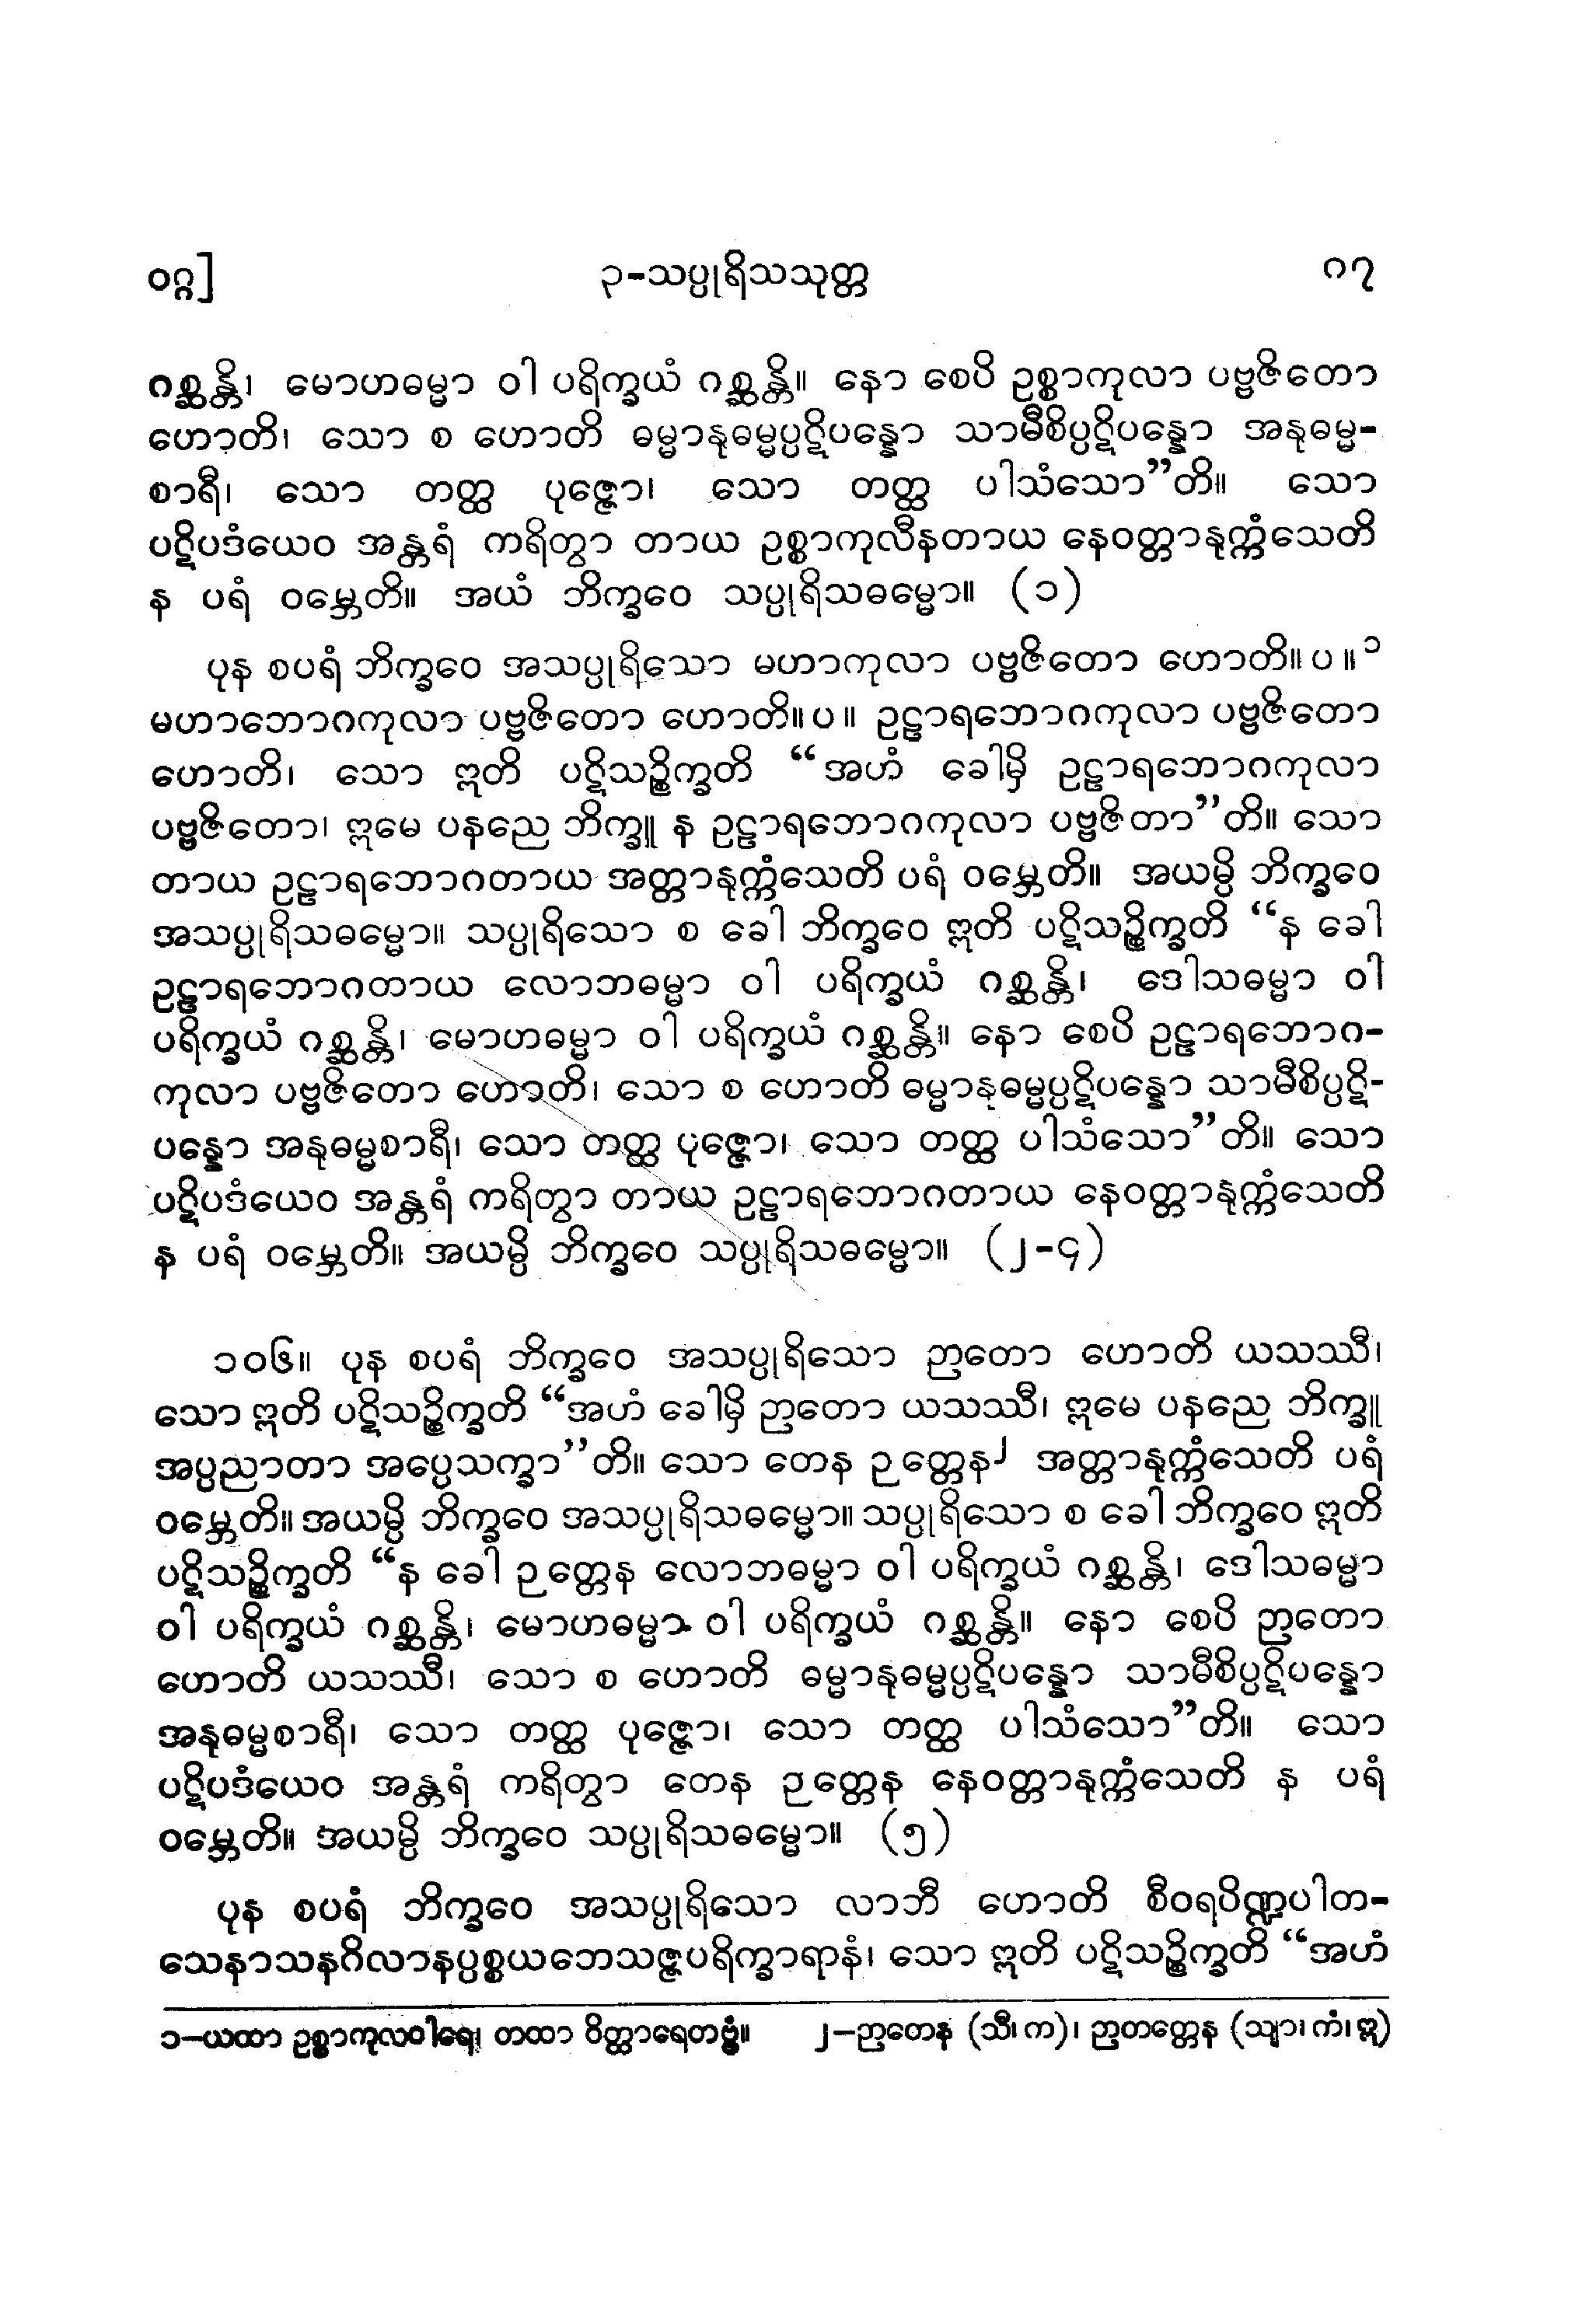 ၀ဂ္ဂ] ၃-သပ္ပုရိသသုတ္တ ဂ၇
ဂစ္ဆန္တိ၊ မောဟဓမ္မာ ဝါ ပရိက္ခယံ ဂစ္ဆန္တိ။ နော စေပိ ဥစ္စာကုလာ ပဗ္ဗဇိတော
ဟောတိ၊ သော စ ဟောတိ ဓမ္မာနုဓမ္မပ္ပဋိပန္နော သာမီစိပ္ပဋိပန္နော အနုဓမ္မ-
စာရီ၊ သော တတ္ထ ပုဇ္ဇော၊ သော တတ္ထ ပါသံသော”တိ။ သော
ပဋိပဒံယေဝ အန္တရံ ကရိတွာ တာယ ဥစ္စာကုလီနတာယ နေဝတ္တာနုက္ကံသေတိ
န ပရံ ဝမ္ဘေတိ။ အယံ ဘိက္ခဝေ သပ္ပုရိသဓမ္မော။ (၁)
ပုန စပရံ ဘိက္ခဝေ အသပ္ပုရိသော မဟာကုလာ ပဗ္ဗဇိတော ဟောတိ။ပ။၁
မဟာဘောဂကုလာ ပဗ္ဗဇိတော ဟောတိ။ပ။ ဥဠာရဘောဂကုလာ ပဗ္ဗဇိတော
ဟောတိ၊ သော ဣတိ ပဋိသဉ္စိက္ခတိ “အဟံ ခေါမှိ ဥဠာရဘောဂကုလာ
ပဗ္ဗဇိတော၊ ဣမေ ပနညေ ဘိက္ခူ န ဥဠာရဘောဂကုလာ ပဗ္ဗဇိတာ”တိ။ သော
တာယ ဥဠာရဘောဂတာယ အတ္တာနုက္ကံသေတိ ပရံ ဝမ္ဘေတိ။ အယမ္ပိ ဘိက္ခဝေ
အသပ္ပုရိသဓမ္မော။ သပ္ပုရိသော စ ခေါ ဘိက္ခဝေ ဣတိ ပဋိသဉ္စိက္ခတိ “န ခေါ
ဥဠာရဘောဂတာယ လောဘဓမ္မာ ဝါ ပရိက္ခယံ ဂစ္ဆန္တိ၊ ဒေါသဓမ္မာ ဝါ
ပရိက္ခယံ ဂစ္ဆန္တိ၊ မောဟဓမ္မာ ဝါ ပရိက္ခယံ ဂစ္ဆန္တိ။ နော စေပိ ဥဠာရဘောဂ-
ကုလာ ပဗ္ဗဇိတော ဟောတိ၊ သော စ ဟောတိ ဓမ္မာနုဓမ္မပ္ပဋိပန္နော သာမီစိပ္ပဋိ-
ပန္နော အနုဓမ္မစာရီ၊ သော တတ္ထ ပုဇ္ဇော၊ သော တတ္ထ ပါသံသော”တိ။ သော
ပဋိပဒံယေဝ အန္တရံ ကရိတွာ တာယ ဥဠာရဘောဂတာယ နေဝတ္တာနုက္ကံသေတိ
န ပရံ ဝမ္ဘေတိ။ အယမ္ပိ ဘိက္ခဝေ သပ္ပုရိသဓမ္မော။ (၂-၄)
၁၀၆။ ပုန စပရံ ဘိက္ခဝေ အသပ္ပုရိသော ဉာတော ဟောတိ ယသဿီ၊
သော ဣတိ ပဋိသဉ္စိက္ခတိ “အဟံ ခေါမှိ ဉာတော ယသဿီ၊ ဣမေ ပနညေ ဘိက္ခူ
အပ္ပညာတာ အပ္ပေသက္ခာ”တိ။ သော တေန ဉတ္တေန၂ အတ္တာနုက္ကံသေတိ ပရံ
ဝမ္ဘေတိ။ အယမ္ပိ ဘိက္ခဝေ အသပ္ပုရိသဓမ္မော။ သပ္ပုရိသော စ ခေါ ဘိက္ခဝေ ဣတိ
ပဋိသဉ္စိက္ခတိ “န ခေါ ဉတ္တေန လောဘဓမ္မာ ဝါ ပရိက္ခယံ ဂစ္ဆန္တိ၊ ဒေါသဓမ္မာ
ဝါ ပရိက္ခယံ ဂစ္ဆန္တိ၊ မောဟဓမ္မာ ဝါ ပရိက္ခယံ ဂစ္ဆန္တိ။ နော စေပိ ဉာတော
ဟောတိ ယသဿီ၊ သော စ ဟောတိ ဓမ္မာနုဓမ္မပ္ပဋိပန္နော သာမီစိပ္ပဋိပန္နော
အနုဓမ္မစာရီ၊ သော တတ္ထ ပုဇ္ဇော၊ သော တတ္ထ ပါသံသော”တိ။ သော
ပဋိပဒံယေဝ အန္တရံ ကရိတွာ တေန ဉတ္တေန နေဝတ္တာနုက္ကံသေတိ န ပရံ
ဝမ္ဘေတိ။ အယမ္ပိ ဘိက္ခဝေ သပ္ပုရိသဓမ္မော။ (၅)
ပုန စပရံ ဘိက္ခဝေ အသပ္ပုရိသော လာဘီ ဟောတိ စီဝရပိဏ္ဍပါတ-
သေနာသနဂိလာနပ္ပစ္စယဘေသဇ္ဇပရိက္ခာရာနံ၊ သော ဣတိ ပဋိသဉ္စိက္ခတိ “အဟံ
၁-ယထာ ဥစ္စာကုလဝါရေ၊ တထာ ဝိတ္ထာရေတဗ္ဗံ။ ၂-ဉာတေန (သီ၊က)၊ ဉာတတ္တေန (သျာ၊ကံ၊ဣ)